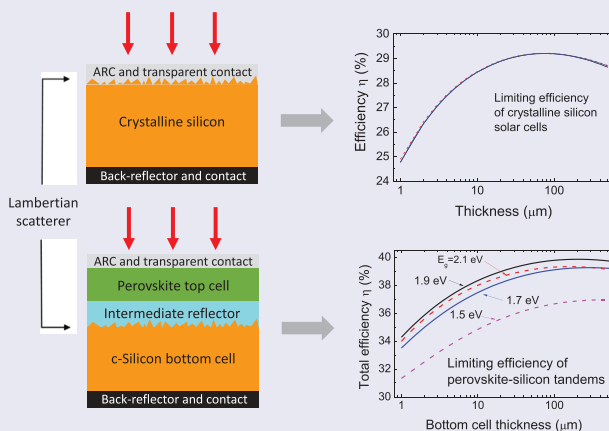 ARC and transparent contact
Crystalline silicon
Back-reflector and contact
Lambertian
scatterer
ARC and transparent contact
Perovskite top cell
Intermediate reflector
c-Silicon bottom cell
Back-reflector and contact
Efficiency η (%)
30
29
28
27
26
25
24
Limiting efficiency
of crystalline silicon
solar cells
1
10
100
Thickness (μm)
Total efficiency η (%)
40
38
36
34
32
30
E_g=2.1 eV
1.9 eV
1.7 eV
1.5 eV
Limiting efficiency of
perovskite-silicon tandems
1
10
100
Bottom cell thickness (μm)